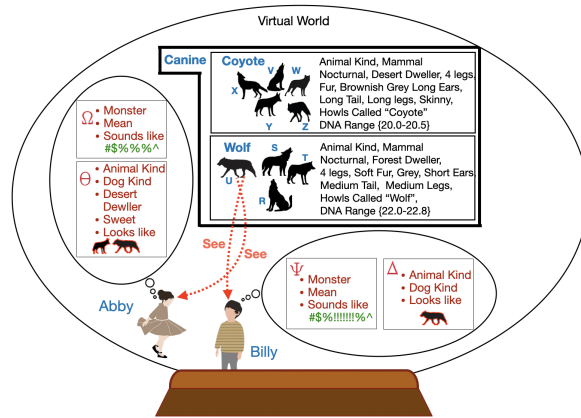 Virtual World
Canine
Coyote
V
W
X
Y
Z
Animal Kind, Mammal
Nocturnal, Desert Dweller, 4 legs,
Fur, Brownish Grey Long Ears,
Long Tail, Long legs, Skinny,
Howls Called “Coyote”
DNA Range {20.0-20.5}
Wolf
S
T
U
R
Animal Kind, Mammal
Nocturnal, Forest Dweller,
4 legs, Soft Fur, Grey, Short Ears
Medium Tail, Medium Legs,
Howls Called “Wolf”,
DNA Range {22.0-22.8}
Ω
• Monster
• Mean
• Sounds like
#$%%%^
Θ
• Animal Kind
• Dog Kind
• Desert
Dewller
• Sweet
• Looks like
See
See
Abby
Billy
Ψ
• Monster
• Mean
• Sounds like
#$%!!!!!!!%^
Δ
• Animal Kind
• Dog Kind
• Looks like